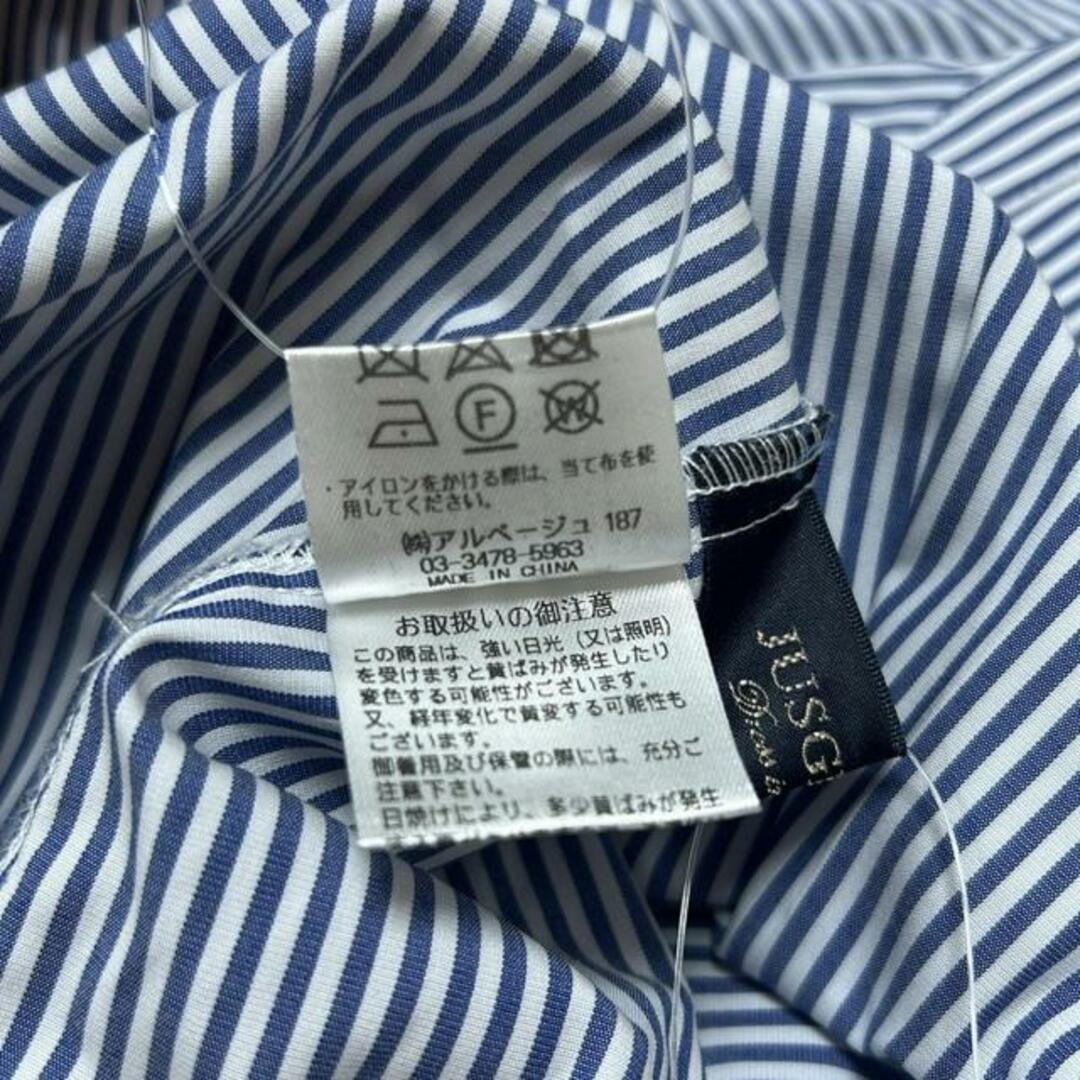 F
W
・アイロンをかける際は、当て布を使
用してください。
㈱アルページュ 187
03-3478-5963
MADE IN CHINA
お取扱いの御注意
この商品は、強い日光（又は照明）
を受けますと黄ばみが発生したり
変色する可能性がございます。
又、経年変化で黄変する可能性も
ございます。
御着用及び保管の際には、充分ご
注意下さい。
日焼けにより、多少黄ばみが発生
JUSG
Dress in